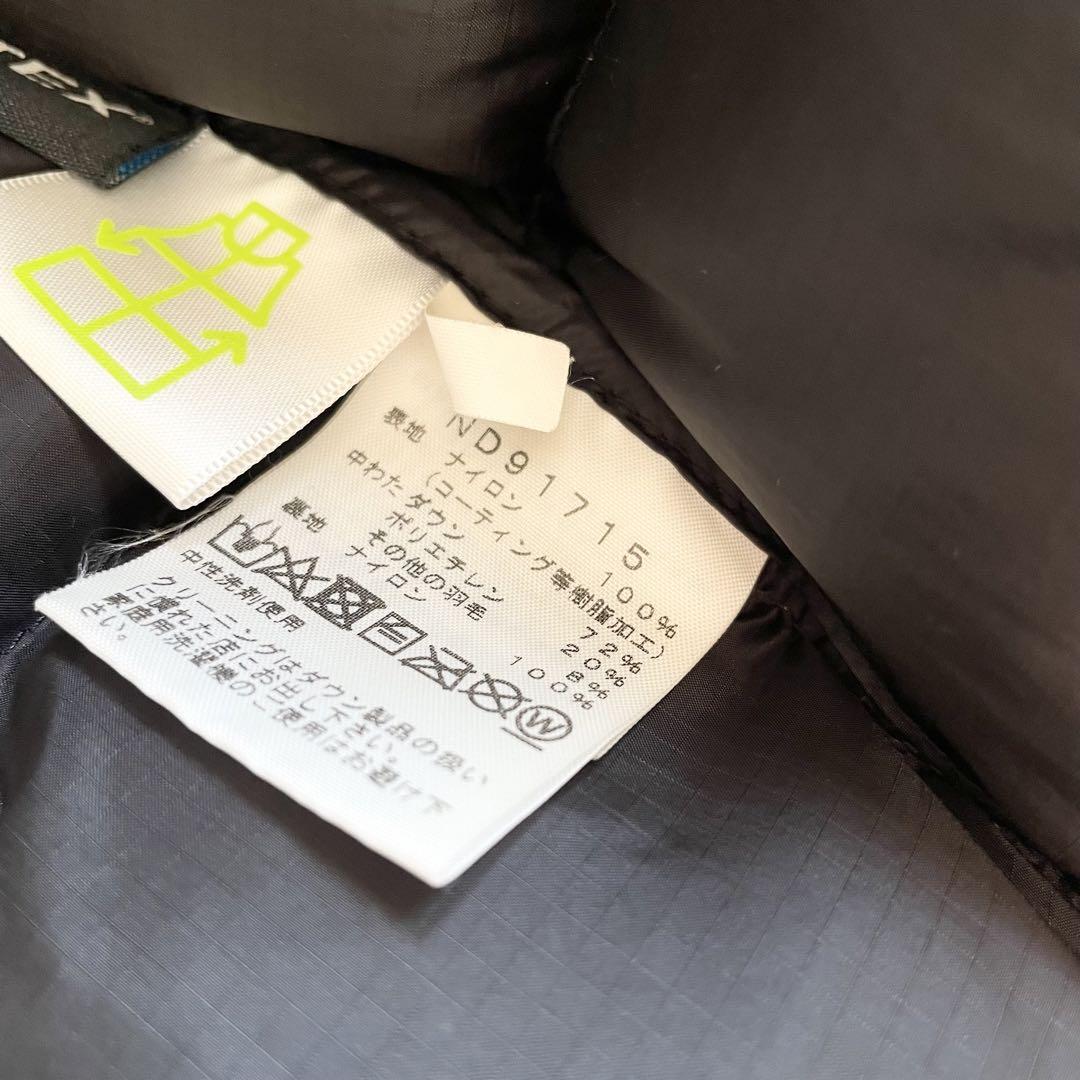 TEX
ND91715
表地 ナイロン 100%
(コーティング等樹脂加工)
中わた ダウン 72%
ポリエチレン 20%
その他の羽毛 8%
裏地 ナイロン 100%
W
中性洗剤使用
クリーニングはダウン製品の扱い
に慣れた店にお出し下さい。
家庭用洗濯機のご使用はお避け下
さい。